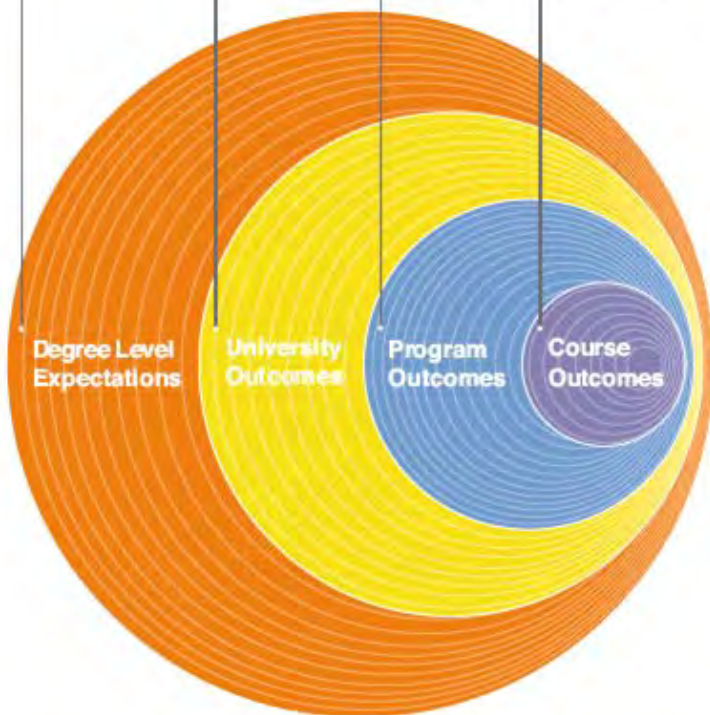 Degree Level
Expectations
University
Outcomes
Program
Outcomes
Course
Outcomes